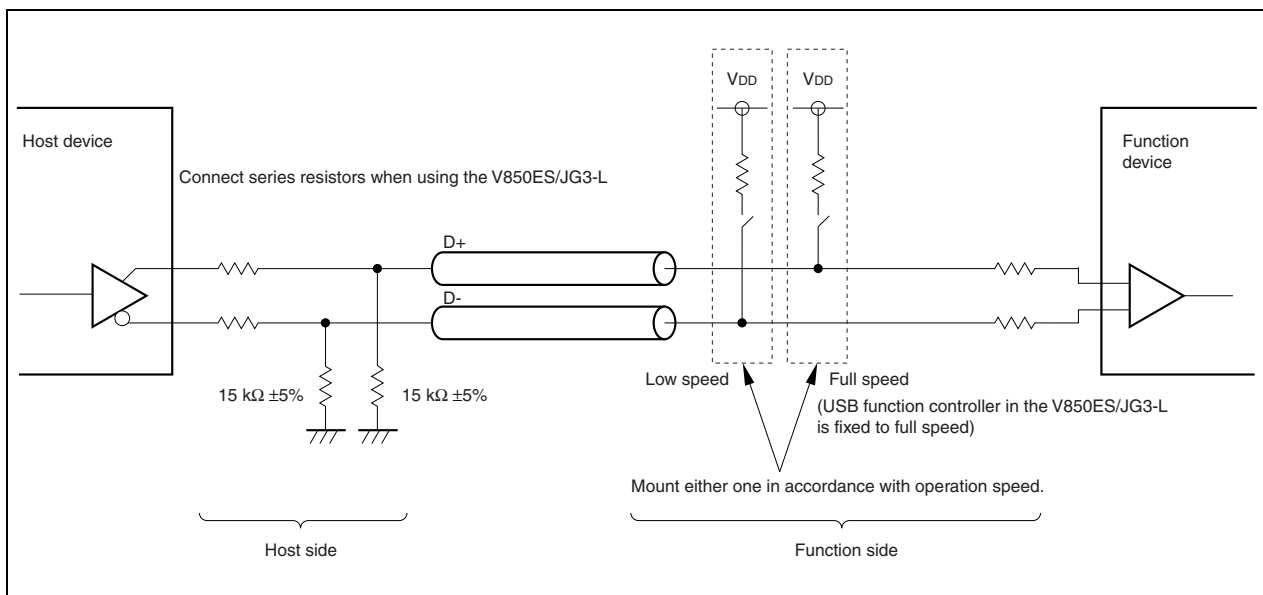 VDD
VDD
Host device
Function
device
Connect series resistors when using the V850ES/JG3-L
D+
D-
15 kΩ ±5%
15 kΩ ±5%
Low speed
Full speed
(USB function controller in the V850ES/JG3-L
is fixed to full speed)
Mount either one in accordance with operation speed.
Host side
Function side